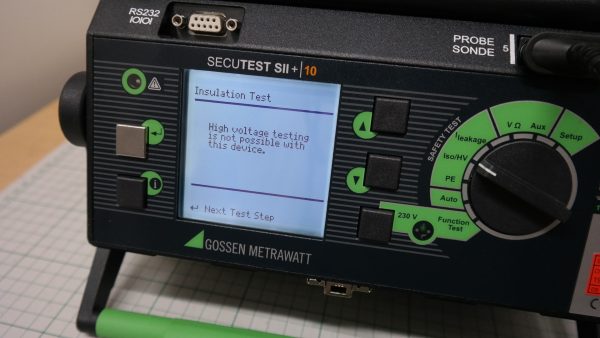 RS232
IOIOI
PROBE
SONDE 5
SECUTEST SII + 10
Insulation Test
High voltage testing
is not possible with
this device.
↵ Next Test Step
GOSSEN METRAWATT
SAFETY TEST
leakage
V Ω
Aux
Setup
Iso/HV
PE
Auto
230 V
Function
Test